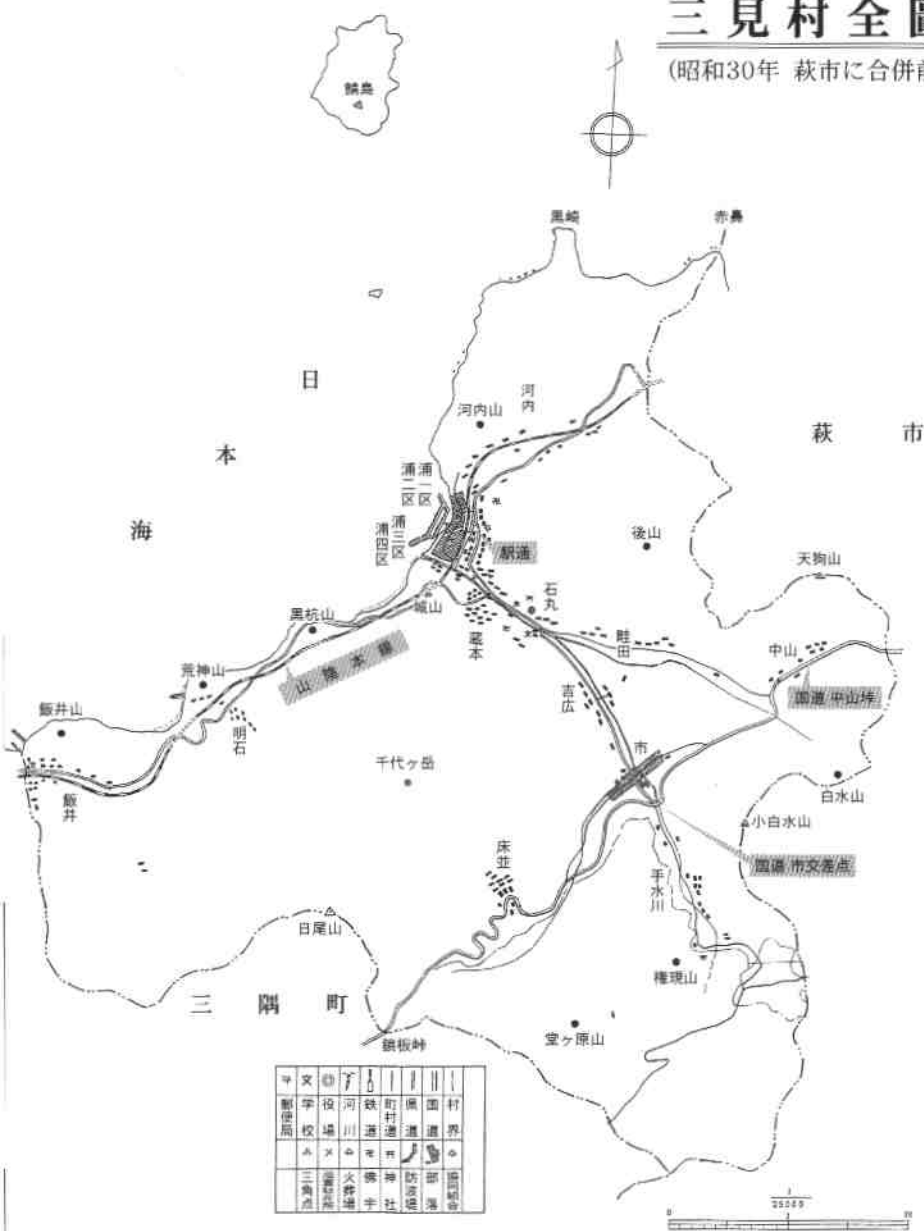 三見村全圖
(昭和30年 萩市に合併前
鯖島
黒崎
赤鼻
日本海
河内
河内山
萩市
浦一区
浦二区
浦三区
浦四区
駅通
後山
天狗山
石丸
城山
蔵本
畦田
中山
黒杭山
荒神山
山陰本線
国道 中山峠
吉広
飯井山
明石
市
飯井
千代ヶ岳
白水山
小白水山
床並
国道 市交差点
手水川
日尾山
権現山
三隅町
鎖板峠
堂ヶ原山
村界
国道
県道
町村道
鉄道
河川
役場
文 学校
郵便局
部落
防波堤
神社
佛宇
火葬場
三角点
1
25000